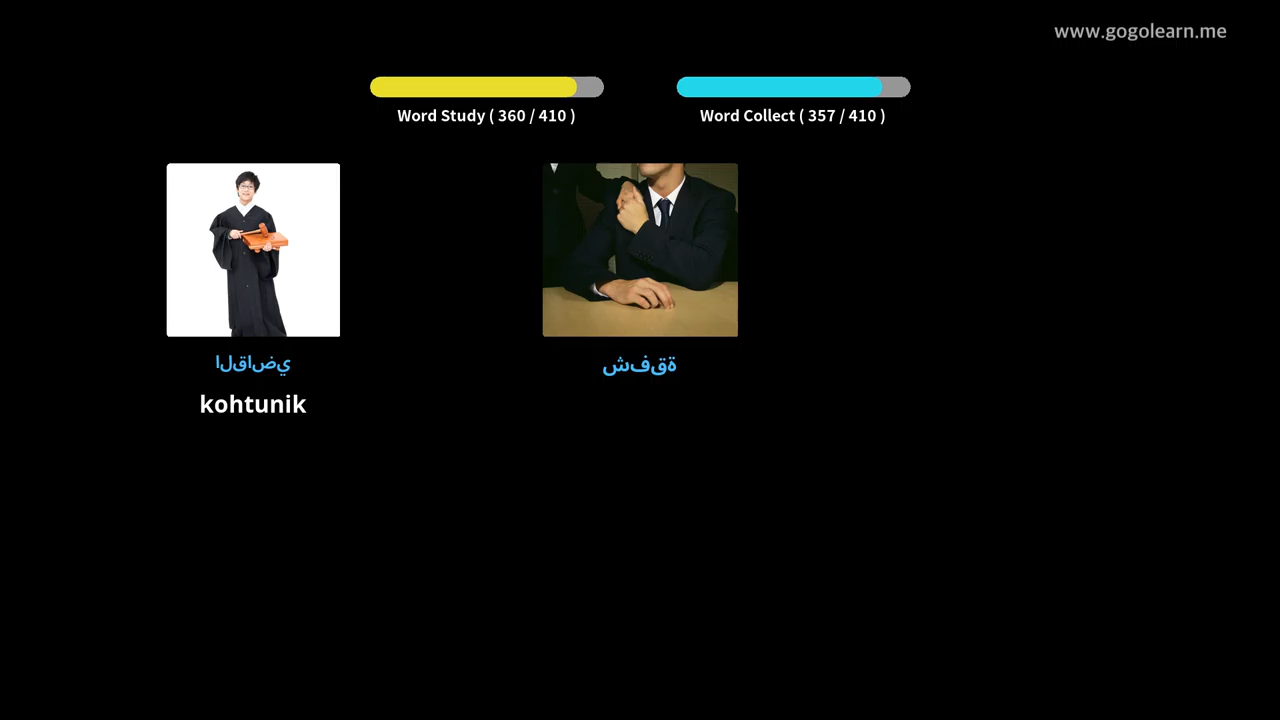 www.gogolearn.me
Word Study ( 360 / 410 )
Word Collect ( 357 / 410 )
القاضي
شفقة
kohtunik